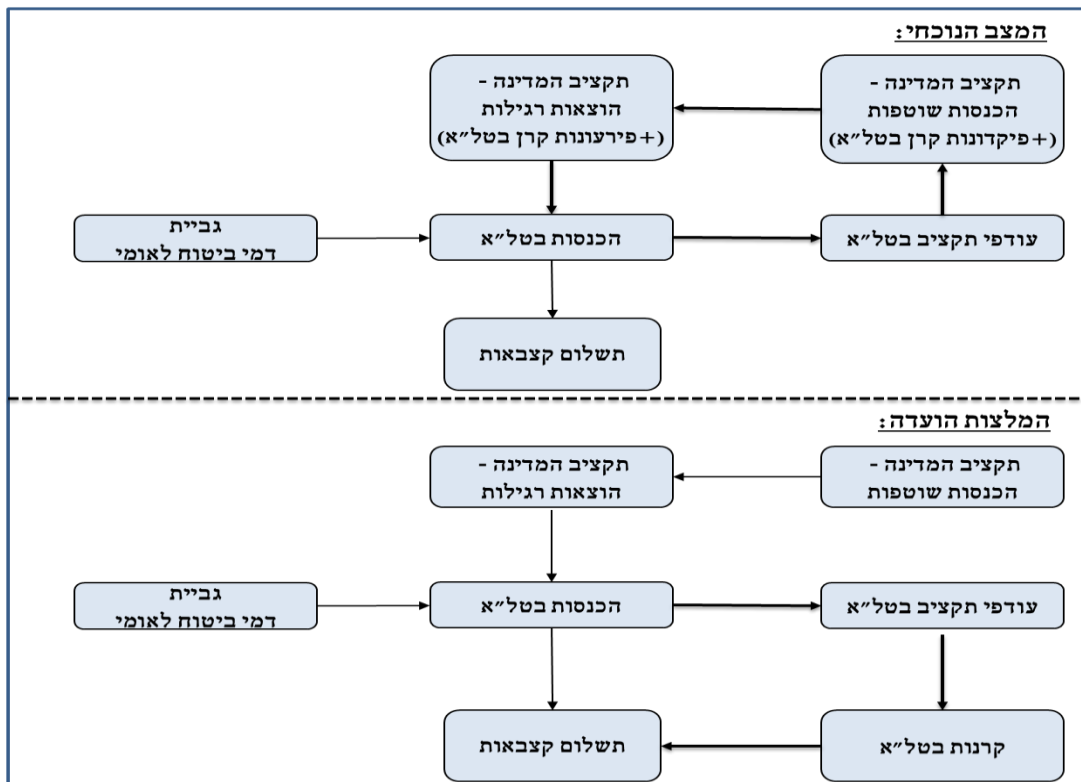 המצב הנוכחי:
תקציב המדינה -
הכנסות שוטפות
(+פיקדונות קרן בטל״א)
תקציב המדינה -
הוצאות רגילות
(+פירעונות קרן בטל״א)
עודפי תקציב בטל״א
הכנסות בטל״א
גביית
דמי ביטוח לאומי
תשלום קצבאות
המלצות הועדה:
תקציב המדינה -
הכנסות שוטפות
תקציב המדינה -
הוצאות רגילות
עודפי תקציב בטל״א
הכנסות בטל״א
גביית
דמי ביטוח לאומי
קרנות בטל״א
תשלום קצבאות